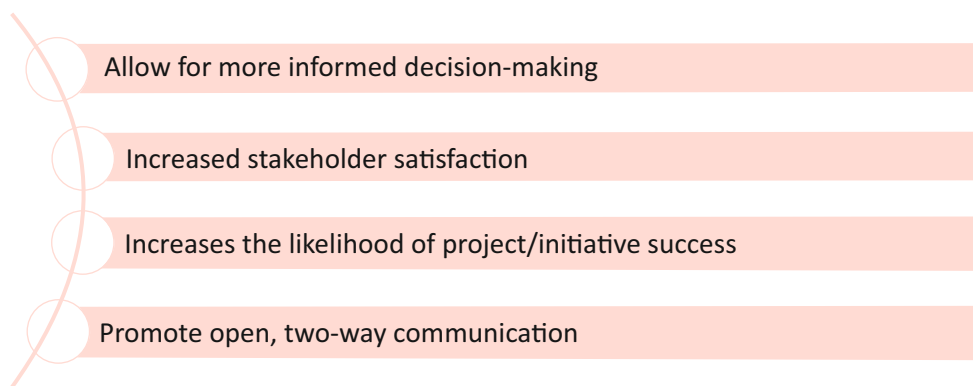 Allow for more informed decision-making
Increased stakeholder satisfaction
Increases the likelihood of project/initiative success
Promote open, two-way communication